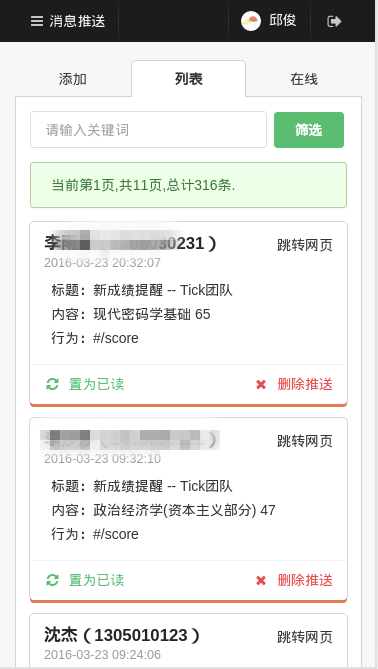 消息推送 邱俊
添加 列表 在线
请输入关键词 筛选
当前第1页,共11页,总计316条.
李 030231） 跳转网页
2016-03-23 20:32:07
标题：新成绩提醒 -- Tick团队
内容：现代密码学基础 65
行为：#/score
置为已读 删除推送
跳转网页
2016-03-23 09:32:10
标题：新成绩提醒 -- Tick团队
内容：政治经济学(资本主义部分) 47
行为：#/score
置为已读 删除推送
沈杰（1305010123） 跳转网页
2016-03-23 09:24:06